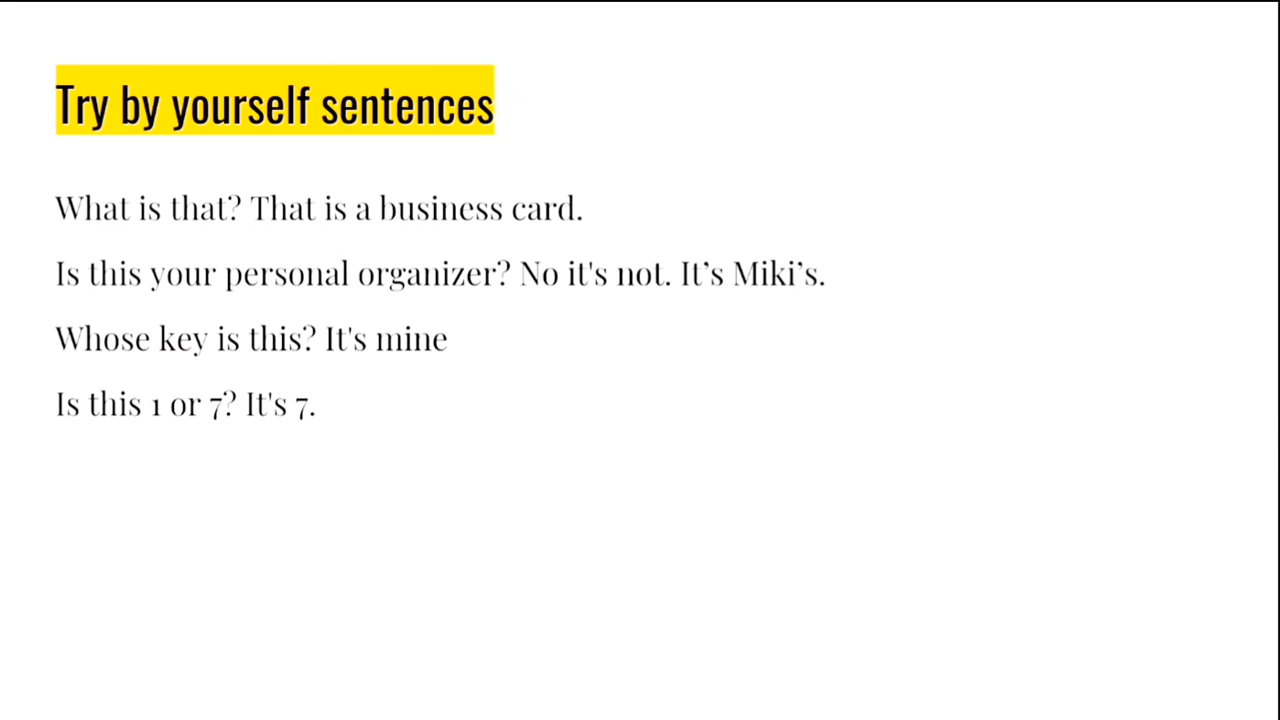 Try by yourself sentences
What is that? That is a business card.
Is this your personal organizer? No it's not. It’s Miki’s.
Whose key is this? It's mine
Is this 1 or 7? It's 7.